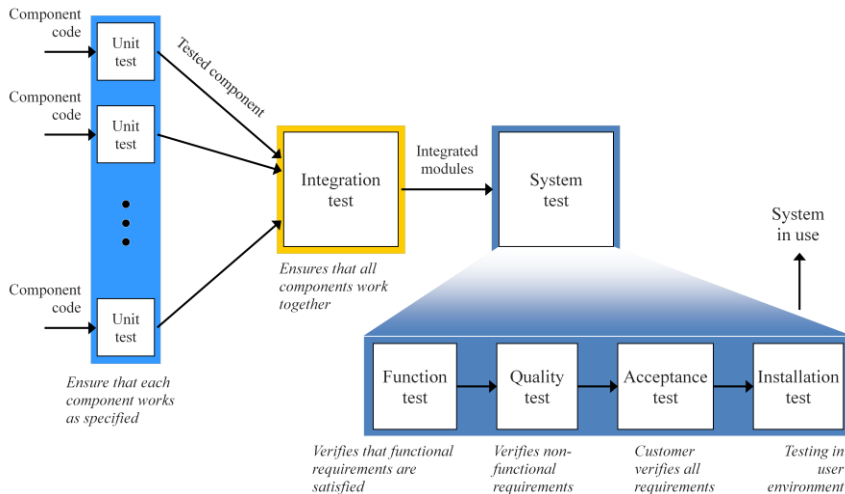 Component
code
Unit
test
Tested component
Component
code
Unit
test
Component
code
Unit
test
Ensure that each
component works
as specified
Integration
test
Ensures that all
components work
together
Integrated
modules
System
test
System
in use
Function
test
Quality
test
Acceptance
test
Installation
test
Verifies that functional
requirements are
satisfied
Verifies non-
functional
requirements
Customer
verifies all
requirements
Testing in
user
environment